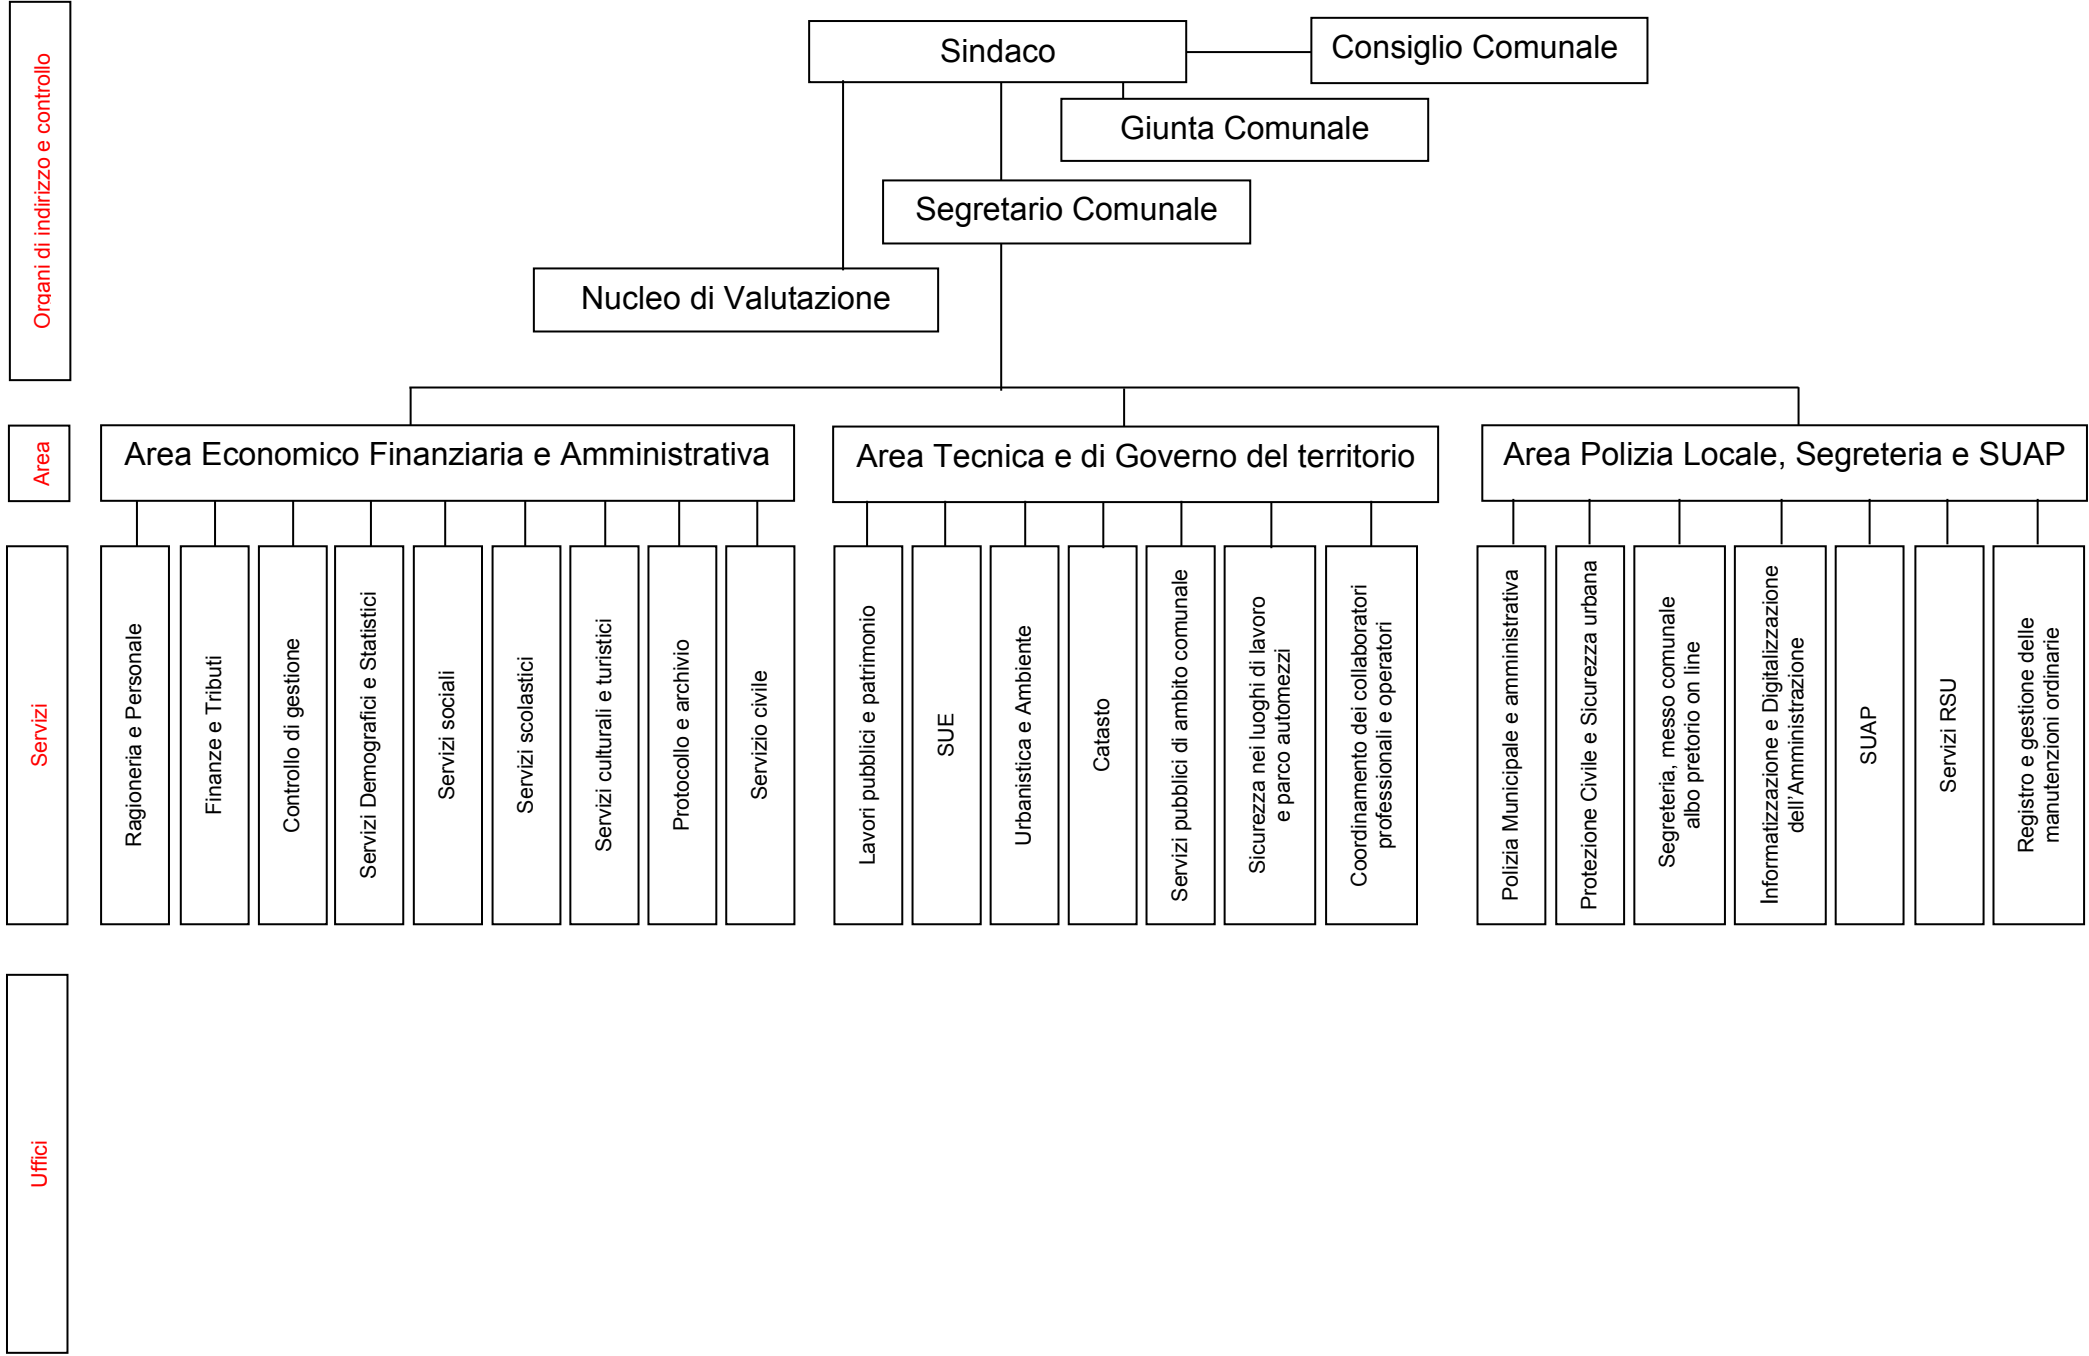 Organi di indirizzo e controllo
Sindaco
Consiglio Comunale
Giunta Comunale
Segretario Comunale
Nucleo di Valutazione
Area
Area Economico Finanziaria e Amministrativa
Area Tecnica e di Governo del territorio
Area Polizia Locale, Segreteria e SUAP
Servizi
Ragioneria e Personale
Finanze e Tributi
Controllo di gestione
Servizi Demografici e Statistici
Servizi sociali
Servizi scolastici
Servizi culturali e turistici
Protocollo e archivio
Servizio civile
Lavori pubblici e patrimonio
SUE
Urbanistica e Ambiente
Catasto
Servizi pubblici di ambito comunale
Sicurezza nei luoghi di lavoro
e parco automezzi
Coordinamento dei collaboratori
professionali e operatori
Polizia Municipale e amministrativa
Protezione Civile e Sicurezza urbana
Segreteria, messo comunale
albo pretorio on line
Informatizzazione e Digitalizzazione
dell'Amministrazione
SUAP
Servizi RSU
Registro e gestione delle
manutenzioni ordinarie
Uffici